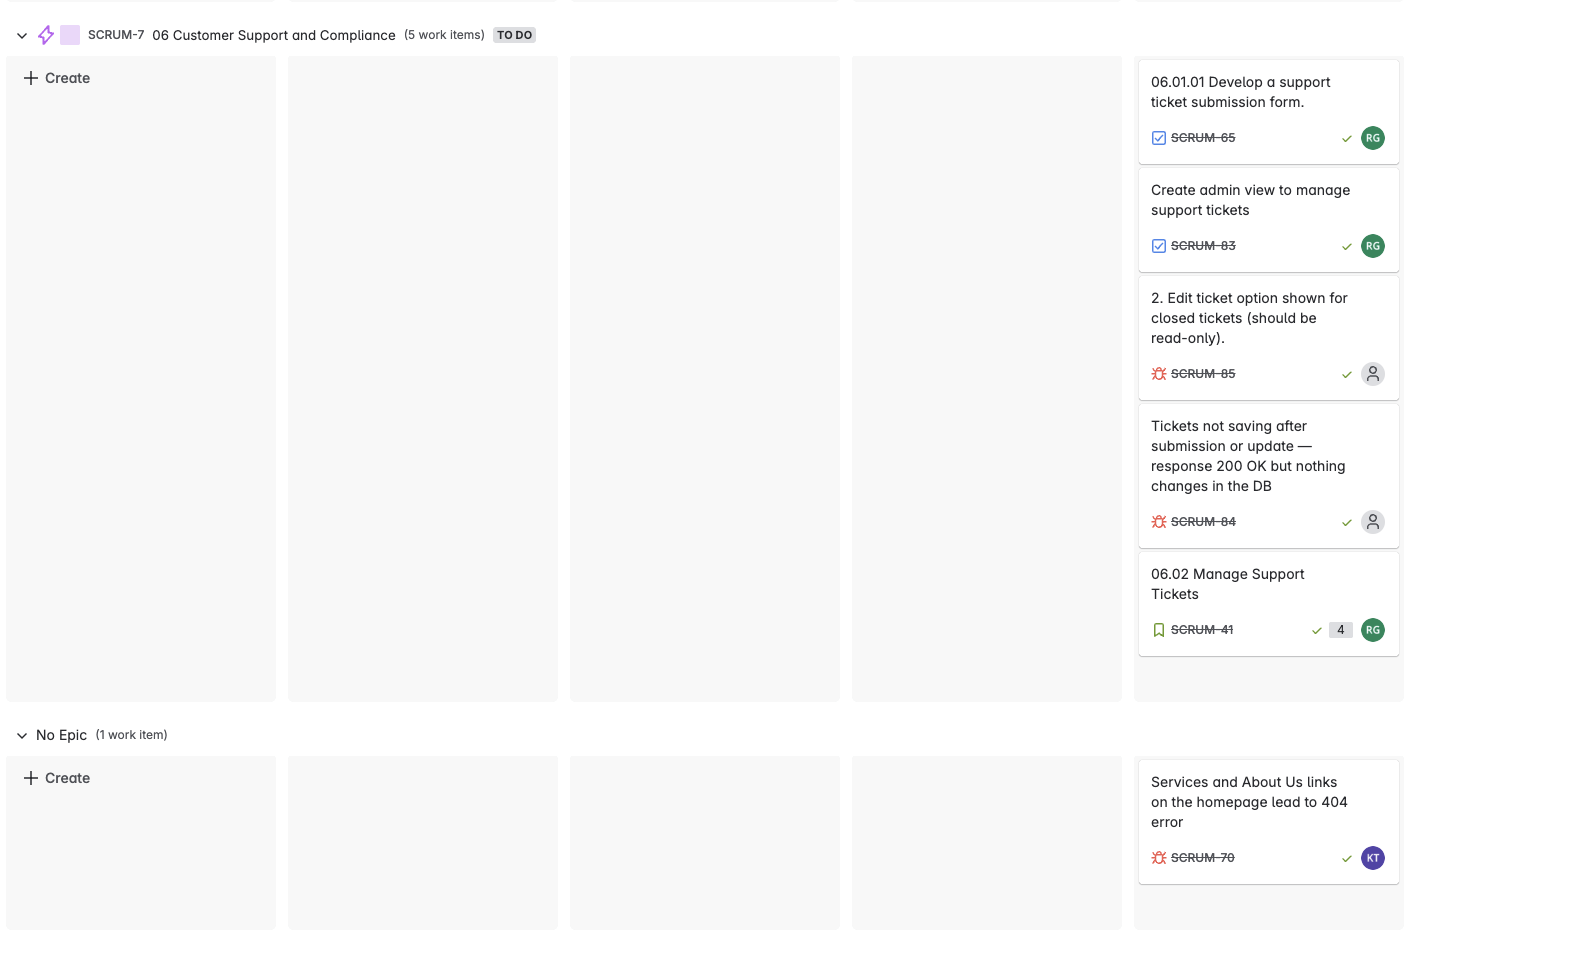 SCRUM-7 06 Customer Support and Compliance (5 work items) TO DO
Create
06.01.01 Develop a support
ticket submission form.
SCRUM-65 RG
Create admin view to manage
support tickets
SCRUM-83 RG
2. Edit ticket option shown for
closed tickets (should be
read-only).
SCRUM-85
Tickets not saving after
submission or update —
response 200 OK but nothing
changes in the DB
SCRUM-84
06.02 Manage Support
Tickets
SCRUM-41 4 RG
No Epic (1 work item)
Create
Services and About Us links
on the homepage lead to 404
error
SCRUM-70 KT